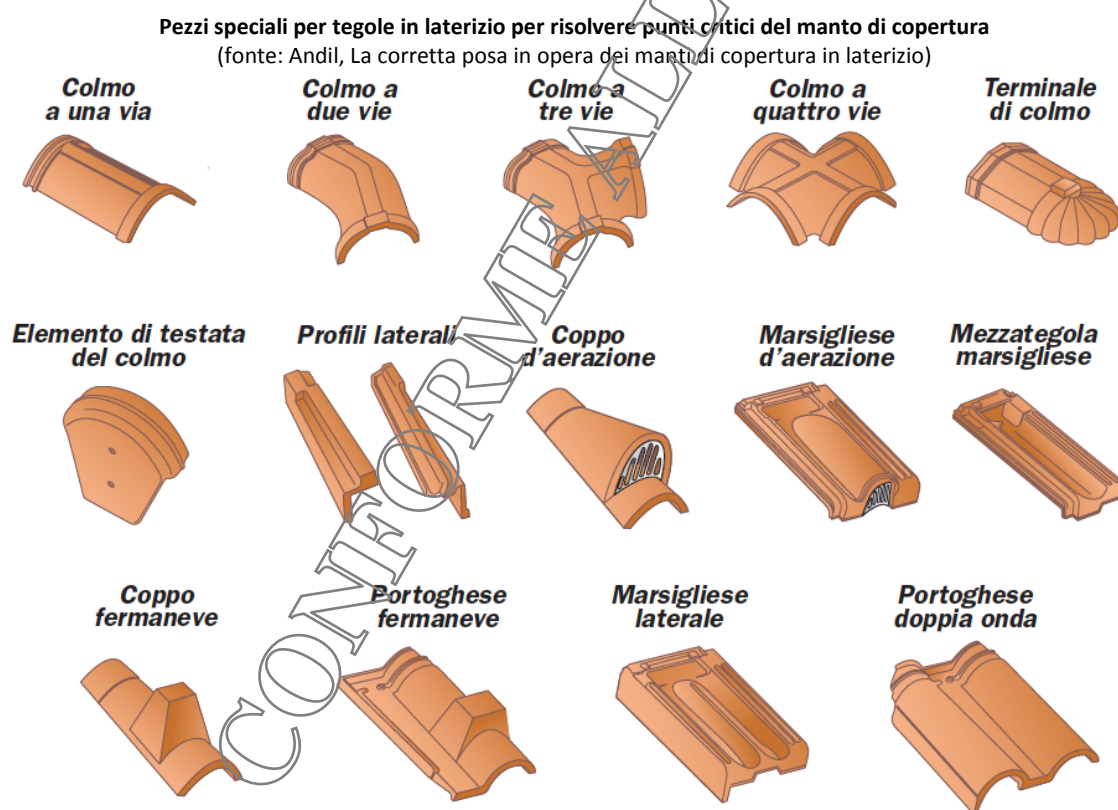 Pezzi speciali per tegole in laterizio per risolvere punti critici del manto di copertura
(fonte: Andil, La corretta posa in opera dei manti di copertura in laterizio)
Colmo
a una via
Colmo a
due vie
Colmo a
tre vie
Colmo a
quattro vie
Terminale
di colmo
Elemento di testata
del colmo
Profili laterali
Coppo
d'aerazione
Marsigliese
d'aerazione
Mezzategola
marsigliese
Coppo
fermaneve
Portoghese
fermaneve
Marsigliese
laterale
Portoghese
doppia onda
CONFORME ALL